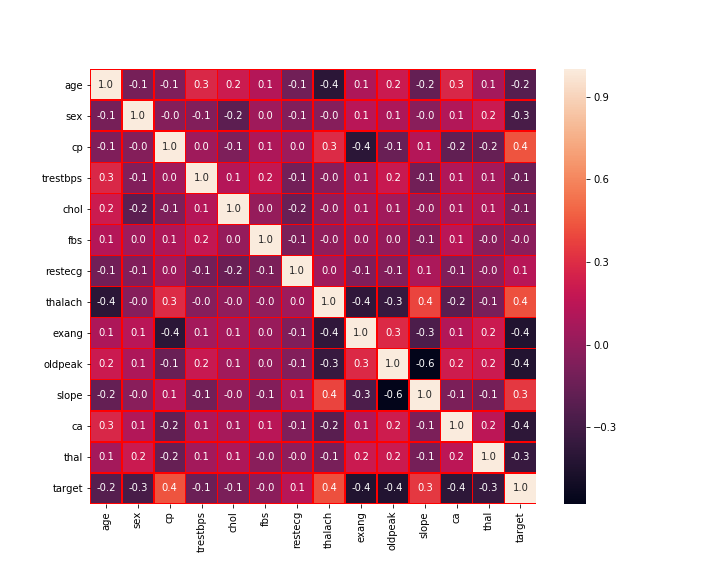 age 1.0 -0.1 -0.1 0.3 0.2 0.1 -0.1 -0.4 0.1 0.2 -0.2 0.3 0.1 -0.2
sex -0.1 1.0 -0.0 -0.1 -0.2 0.0 -0.1 -0.0 0.1 0.1 -0.0 0.1 0.2 -0.3
cp -0.1 -0.0 1.0 0.0 -0.1 0.1 0.0 0.3 -0.4 -0.1 0.1 -0.2 -0.2 0.4
trestbps 0.3 -0.1 0.0 1.0 0.1 0.2 -0.1 -0.0 0.1 0.2 -0.1 0.1 0.1 -0.1
chol 0.2 -0.2 -0.1 0.1 1.0 0.0 -0.2 -0.0 0.1 0.1 -0.0 0.1 0.1 -0.1
fbs 0.1 0.0 0.1 0.2 0.0 1.0 -0.1 -0.0 0.0 0.0 -0.1 0.1 -0.0 -0.0
restecg -0.1 -0.1 0.0 -0.1 -0.2 -0.1 1.0 0.0 -0.1 -0.1 0.1 -0.1 -0.0 0.1
thalach -0.4 -0.0 0.3 -0.0 -0.0 -0.0 0.0 1.0 -0.4 -0.3 0.4 -0.2 -0.1 0.4
exang 0.1 0.1 -0.4 0.1 0.1 0.0 -0.1 -0.4 1.0 0.3 -0.3 0.1 0.2 -0.4
oldpeak 0.2 0.1 -0.1 0.2 0.1 0.0 -0.1 -0.3 0.3 1.0 -0.6 0.2 0.2 -0.4
slope -0.2 -0.0 0.1 -0.1 -0.0 -0.1 0.1 0.4 -0.3 -0.6 1.0 -0.1 -0.1 0.3
ca 0.3 0.1 -0.2 0.1 0.1 0.1 -0.1 -0.2 0.1 0.2 -0.1 1.0 0.2 -0.4
thal 0.1 0.2 -0.2 0.1 0.1 -0.0 -0.0 -0.1 0.2 0.2 -0.1 0.2 1.0 -0.3
target -0.2 -0.3 0.4 -0.1 -0.1 -0.0 0.1 0.4 -0.4 -0.4 0.3 -0.4 -0.3 1.0
age sex cp trestbps chol fbs restecg thalach exang oldpeak slope ca thal target
0.9
0.6
0.3
0.0
-0.3